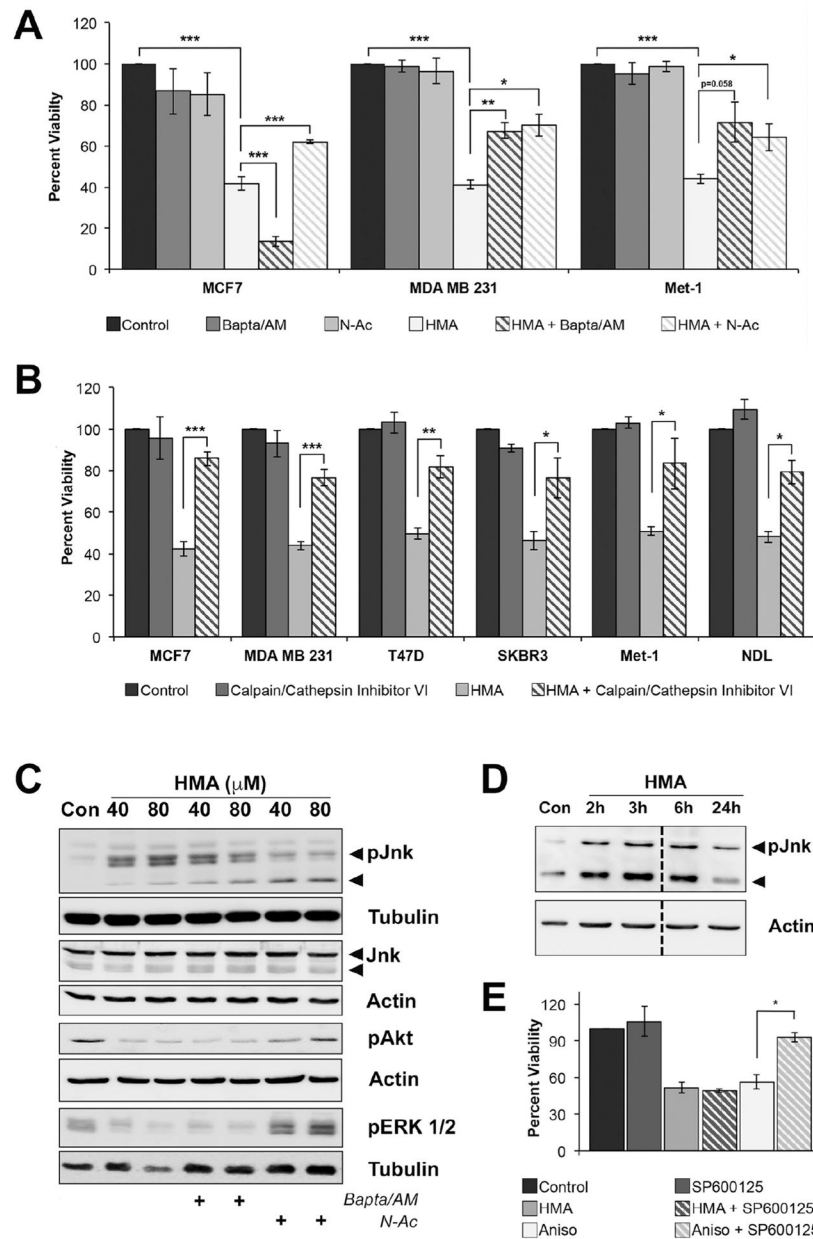 A
Percent Viability
120
100
80
60
40
20
0
***
***
***
***
*
**
***
*
p=0.058
MCF7
MDA MB 231
Met-1
Control
Bapta/AM
N-Ac
HMA
HMA + Bapta/AM
HMA + N-Ac
B
Percent Viability
120
100
80
60
40
20
0
***
***
**
*
*
*
MCF7
MDA MB 231
T47D
SKBR3
Met-1
NDL
Control
Calpain/Cathepsin Inhibitor VI
HMA
HMA + Calpain/Cathepsin Inhibitor VI
C
HMA (μM)
Con 40 80 40 80 40 80
pJnk
Tubulin
Jnk
Actin
pAkt
Actin
pERK 1/2
Tubulin
+ + Bapta/AM
+ + N-Ac
D
HMA
Con 2h 3h 6h 24h
pJnk
Actin
E
Percent Viability
120
90
60
30
0
*
Control
SP600125
HMA
HMA + SP600125
Aniso
Aniso + SP600125